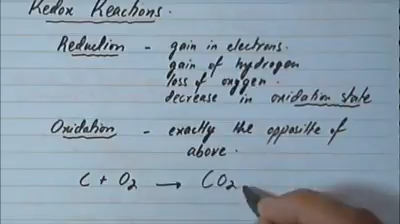 Redox Reactions.
Reduction - gain in electrons.
gain of hydrogen
loss of oxygen.
decrease in oxidation state
Oxidation - exactly the opposite of
above.
C + O₂ → CO₂